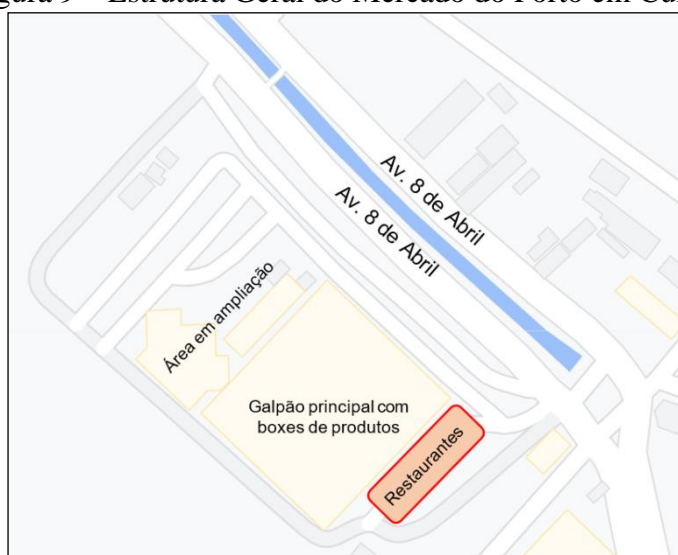 Estrutura Geral do Mercado do Porto em
Av. 8 de Abril
Av. 8 de Abril
Área em ampliação
Galpão principal com
boxes de produtos
Restaurantes